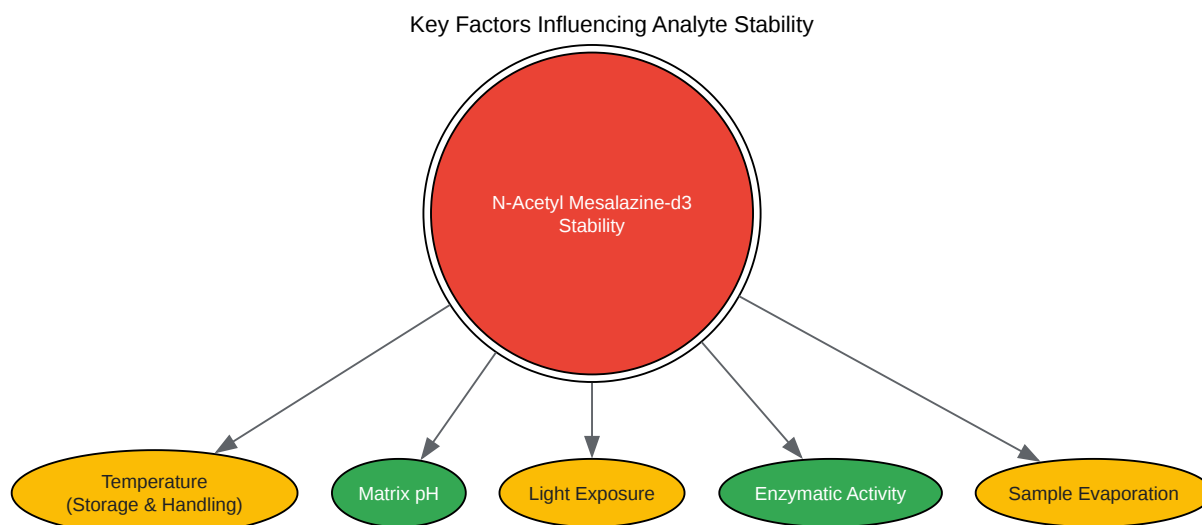 Key Factors Influencing Analyte Stability
N-Acetyl Mesalazine-d3
Stability
Temperature
(Storage & Handling)
Matrix pH
Light Exposure
Enzymatic Activity
Sample Evaporation